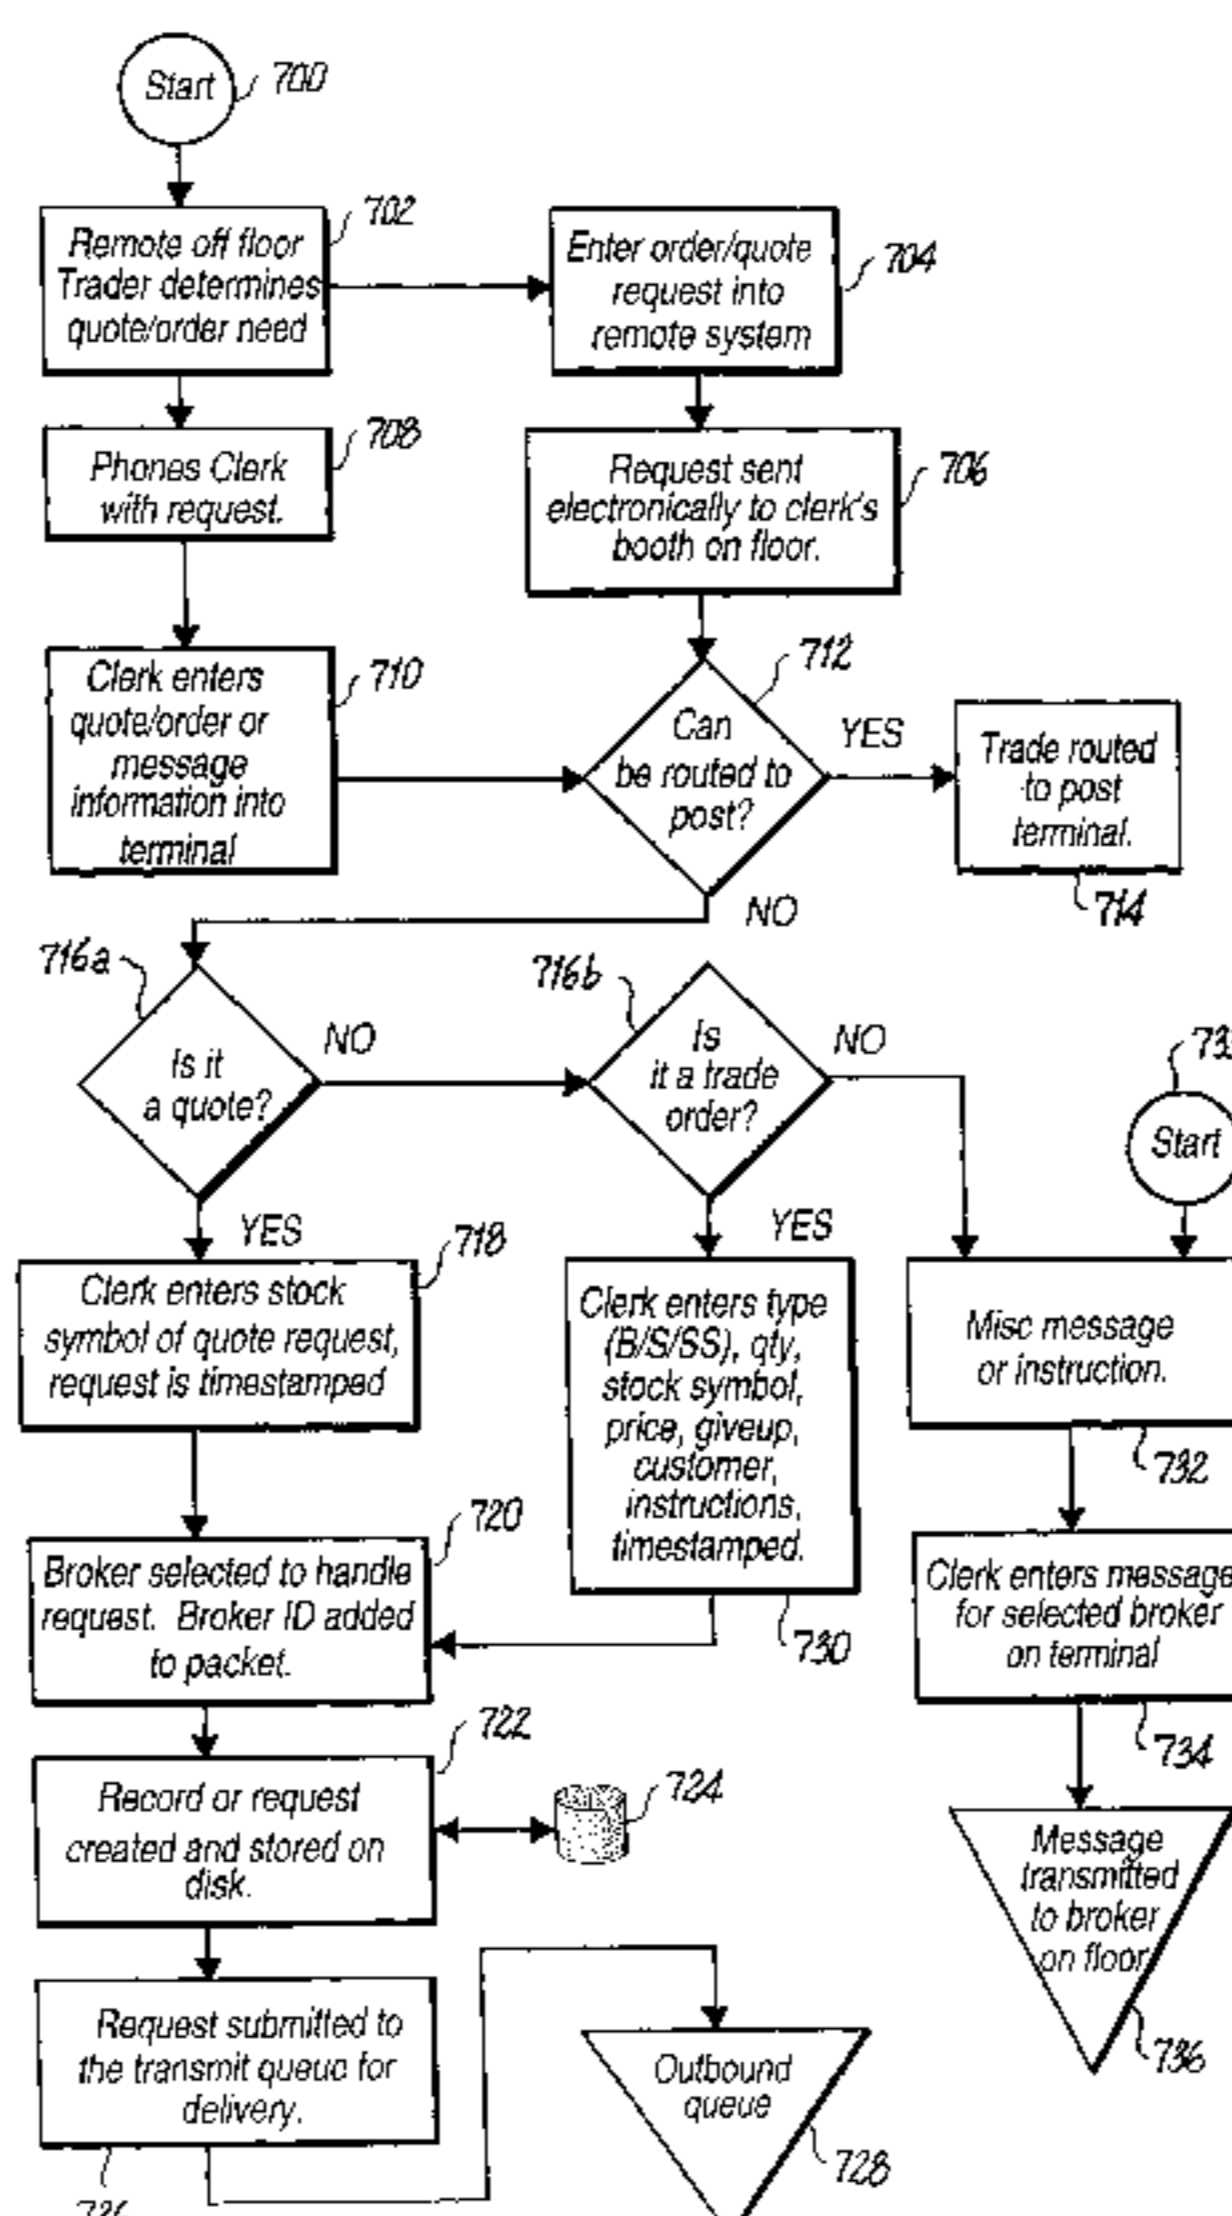 Start
700
Remote off floor
Trader determines
quote/order need
702
Enter order/quote
request into
remote system
704
Phones Clerk
with request.
708
Request sent
electronically to clerk's
booth on floor.
706
Clerk enters
quote/order or
message
information into
terminal
710
Can
be routed to
post?
712
YES
Trade routed
to post
terminal.
714
NO
716a
Is it
a quote?
NO
716b
Is
it a trade
order?
NO
Start
YES
718
YES
Clerk enters stock
symbol of quote request,
request is timestamped
Clerk enters type
(B/S/SS), qty,
stock symbol,
price, giveup,
customer,
instructions,
timestamped.
730
Misc message
or instruction.
732
Broker selected to handle
request. Broker ID added
to packet.
720
Clerk enters message
for selected broker
on terminal
734
Record or request
created and stored on
disk.
722
724
Message
transmitted
to broker
on floor
736
Request submitted to
the transmit queue for
delivery.
Outbound
queue
728